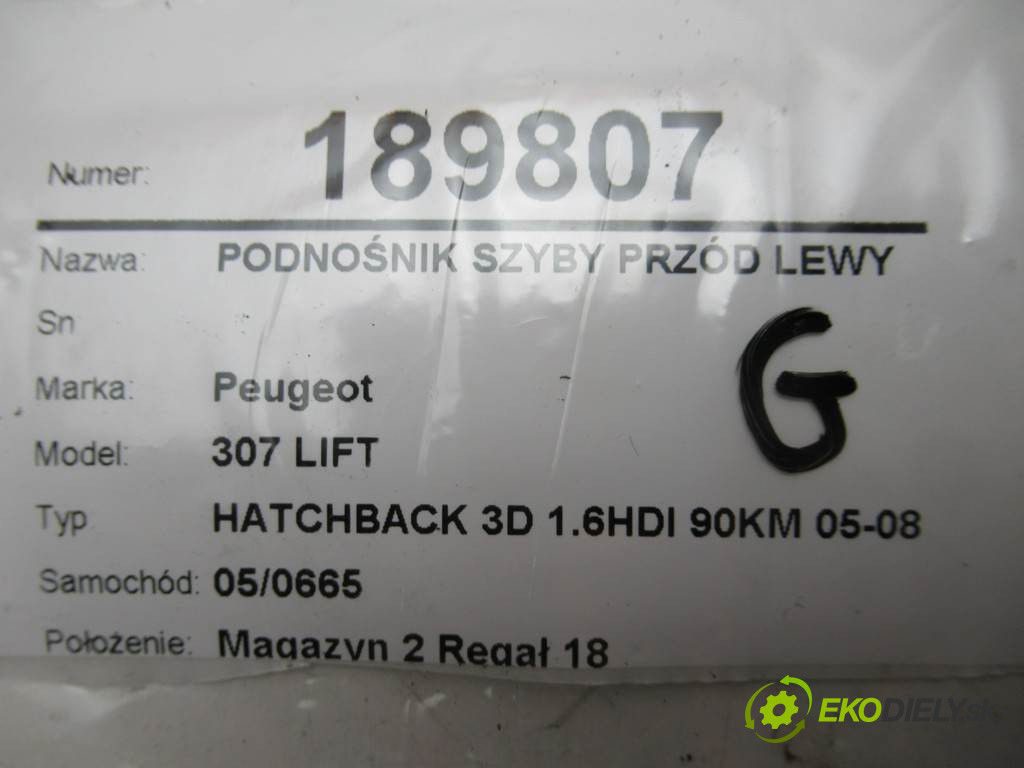 Numer: 189807
Nazwa: PODNOŚNIK SZYBY PRZÓD LEWY
Sn
Marka: Peugeot
G
Model: 307 LIFT
Typ HATCHBACK 3D 1.6HDI 90KM 05-08
Samochód: 05/0665
Położenie: Magazyn 2 Regał 18
EKODIELY.sk